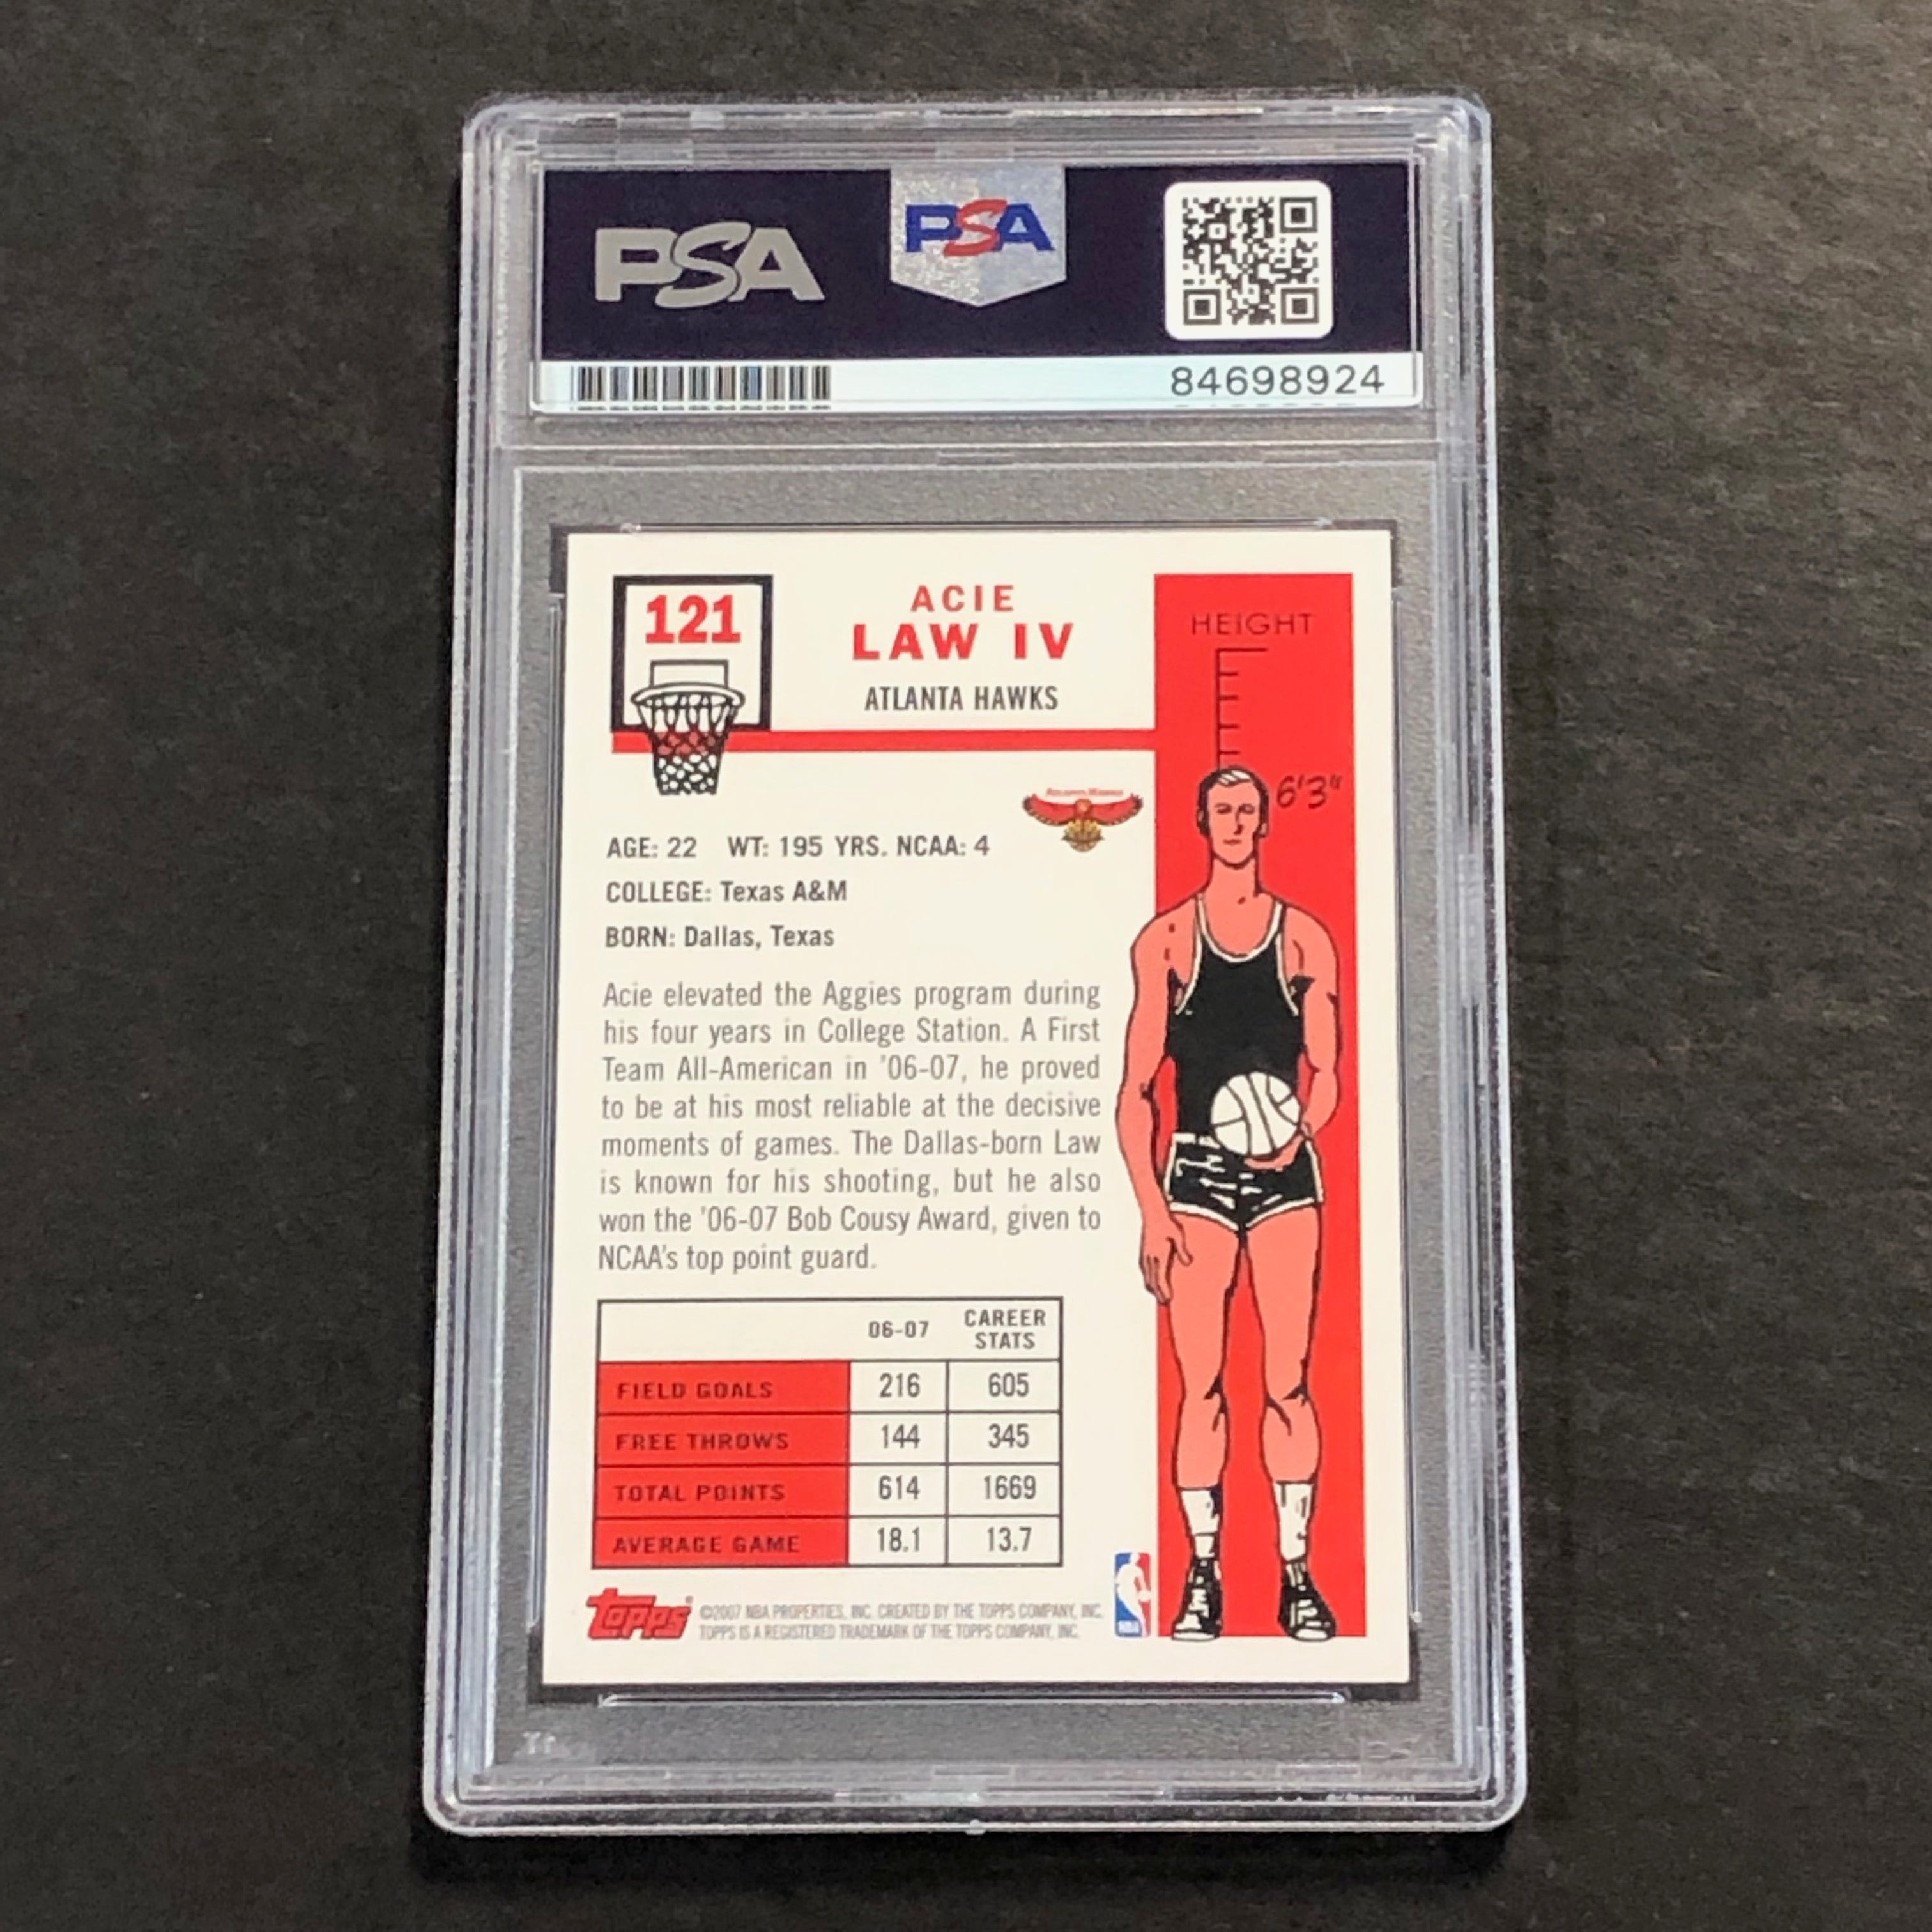 PSA
PSA
84698924
121
ACIE
LAW IV
ATLANTA HAWKS
HEIGHT
6'3"
ATLANTA HAWKS
AGE: 22 WT: 195 YRS. NCAA: 4
COLLEGE: Texas A&M
BORN: Dallas, Texas
Acie elevated the Aggies program during
his four years in College Station. A First
Team All-American in '06-07, he proved
to be at his most reliable at the decisive
moments of games. The Dallas-born Law
is known for his shooting, but he also
won the '06-07 Bob Cousy Award, given to
NCAA's top point guard.
06-07 CAREER STATS
FIELD GOALS 216 605
FREE THROWS 144 345
TOTAL POINTS 614 1669
AVERAGE GAME 18.1 13.7
Topps® ©2007 NBA PROPERTIES, INC. CREATED BY THE TOPPS COMPANY, INC.
TOPPS IS A REGISTERED TRADEMARK OF THE TOPPS COMPANY, INC.
NBA